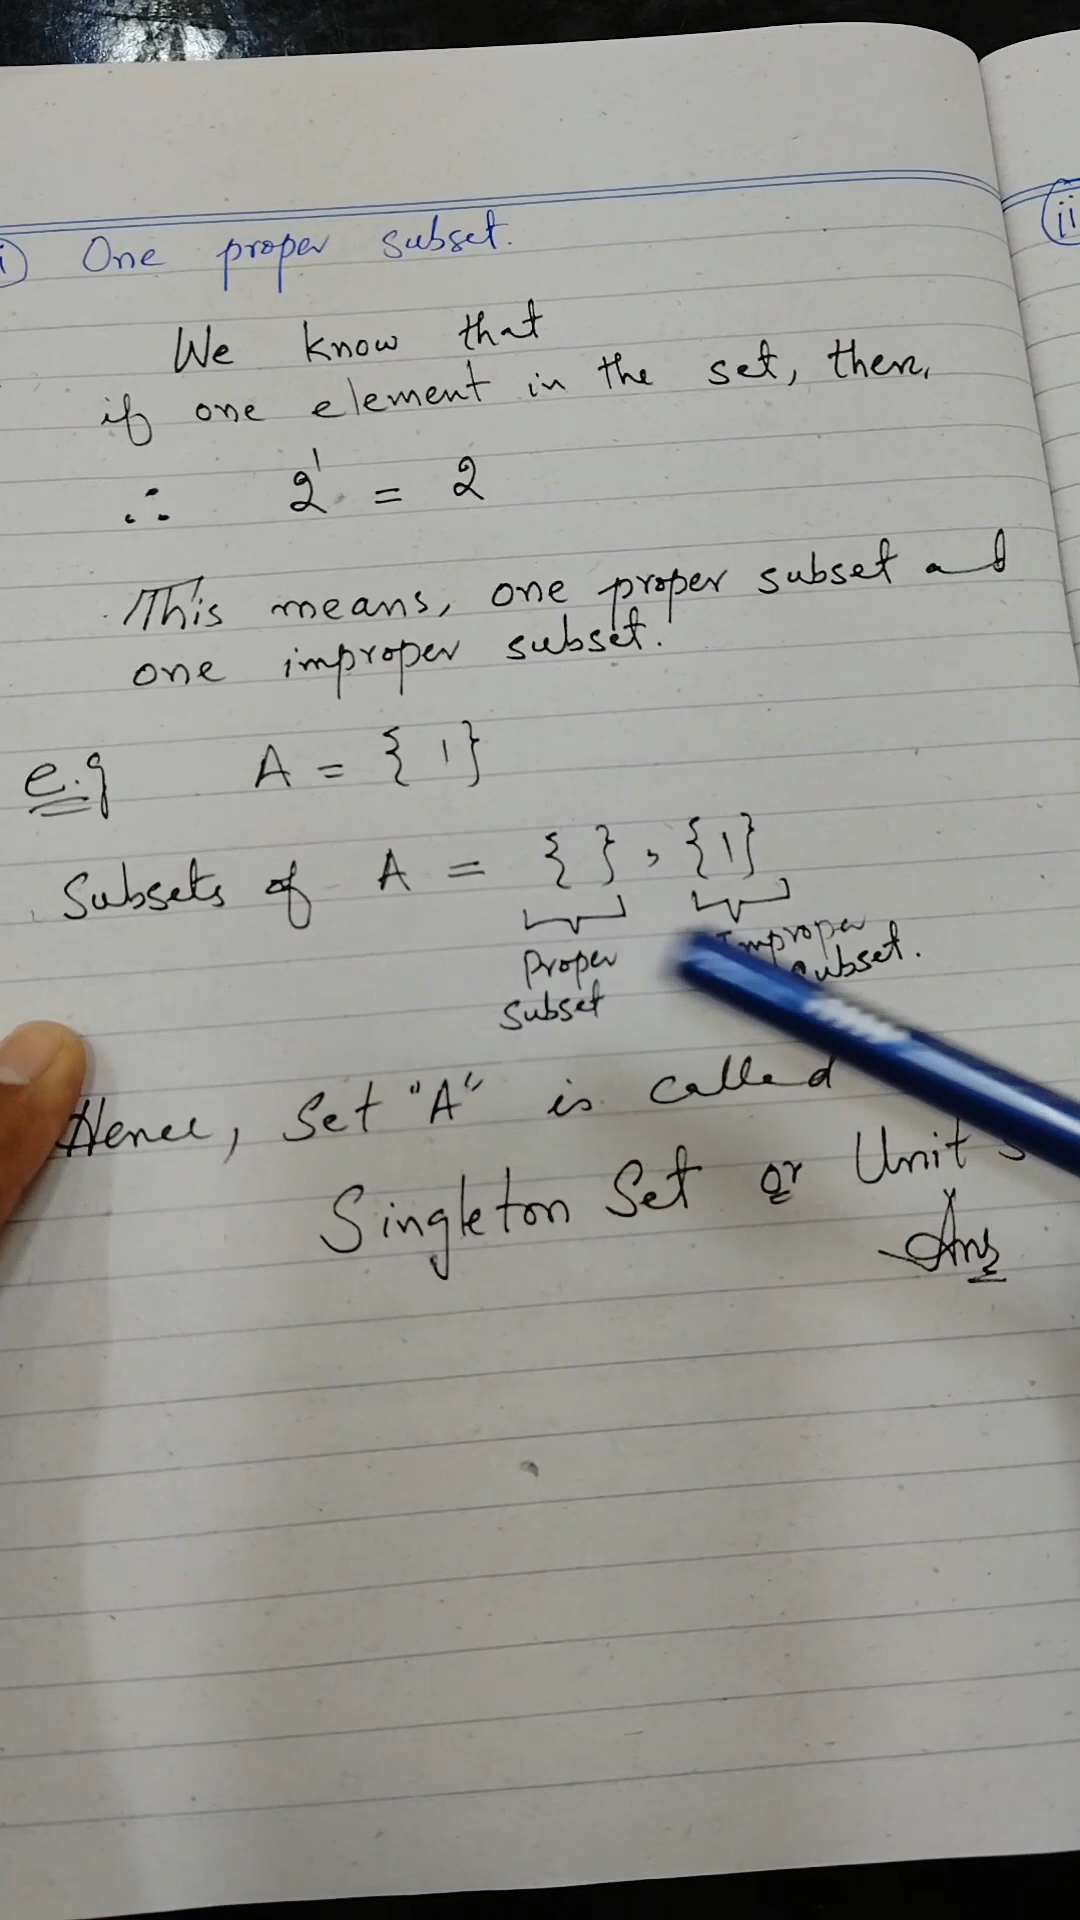 i) One proper subset.
(ii
We know that
if one element in the set, then,
∴ 2¹ = 2
This means, one proper subset and
one improper subset.
e.g A = { 1 }
Subsets of A = { } , { 1 }
Proper Improper
subset subset.
Hence, Set "A" is called
Singleton Set or Unit S
Ans